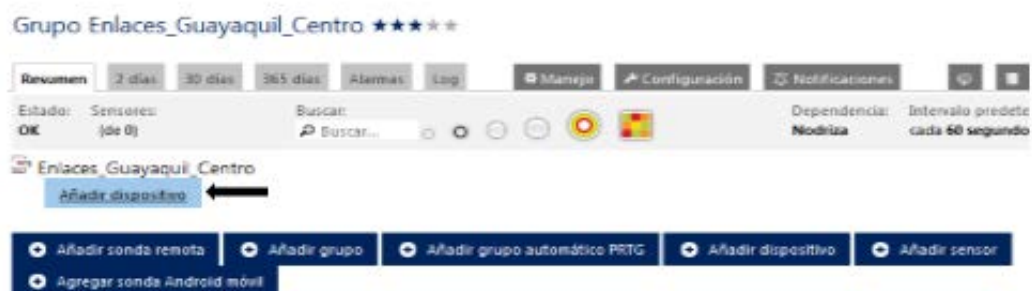 Grupo Enlaces_Guayaquil_Centro
Resumen 2 días 30 días 365 días Alarmas Log Manejo Configuración Notificaciones
Estado: Sensores: Buscar: Dependencia: Intervalo predete
OK (de 0) Buscar... Nodriza cada 60 segundo
Enlaces_Guayaquil_Centro
Añadir dispositivo
Añadir sonda remota Añadir grupo Añadir grupo automático PRTG Añadir dispositivo Añadir sensor
Agregar sonda Android móvil